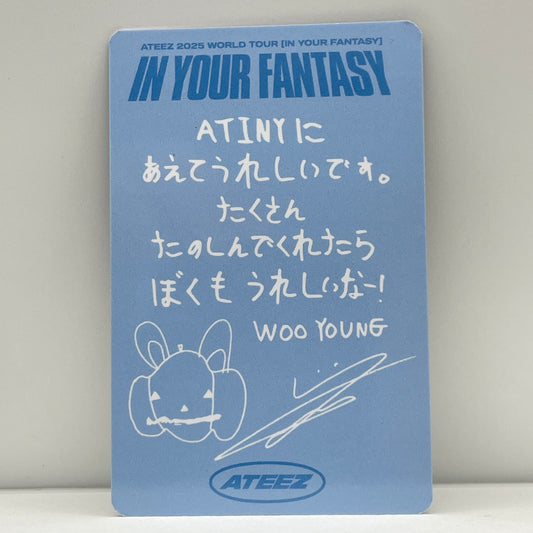 ATEEZ 2025 WORLD TOUR [IN YOUR FANTASY]
IN YOUR FANTASY
ATINYに
あえてうれしいです。
たくさん
たのしんでくれたら
ぼくも うれしいなー!
WOO YOUNG
ATEEZ